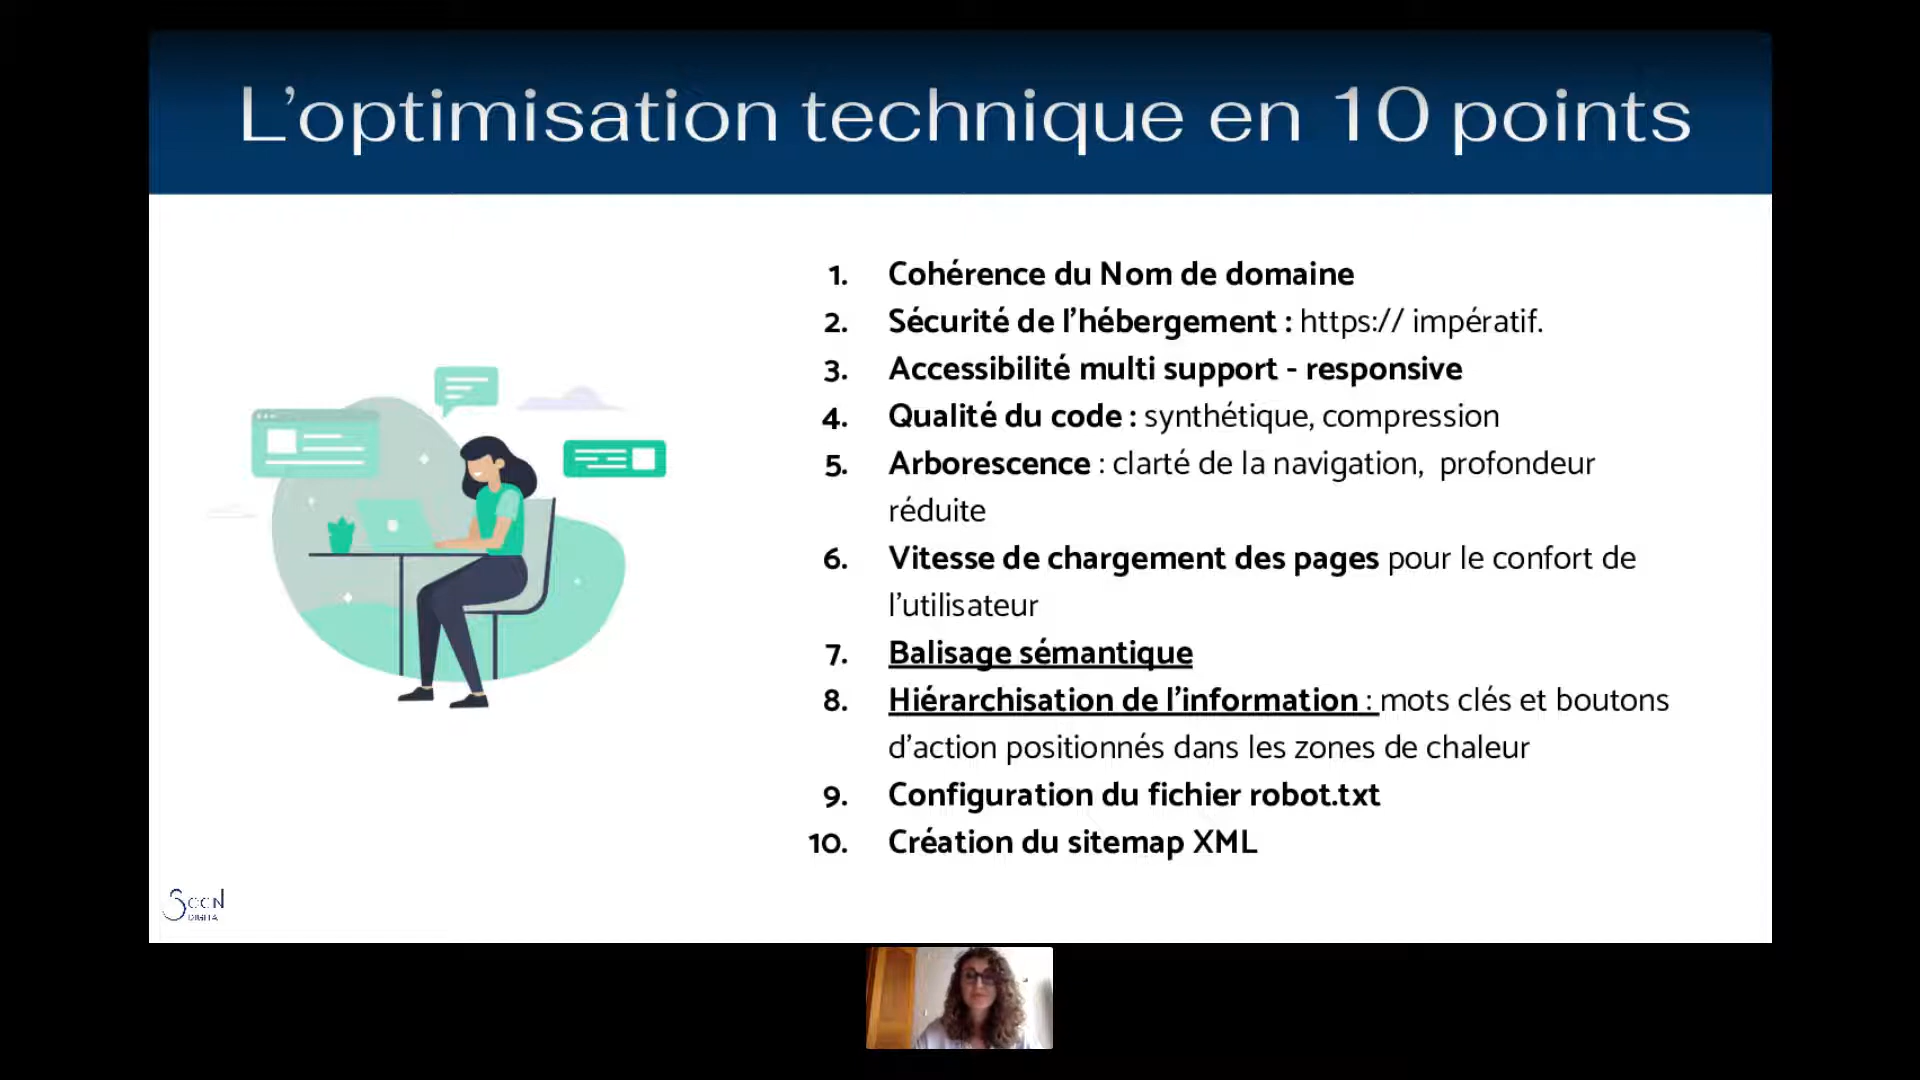 L’optimisation technique en 10 points
1. Cohérence du Nom de domaine
2. Sécurité de l’hébergement : https:// impératif.
3. Accessibilité multi support - responsive
4. Qualité du code : synthétique, compression
5. Arborescence : clarté de la navigation, profondeur
réduite
6. Vitesse de chargement des pages pour le confort de
l’utilisateur
7. Balisage sémantique
8. Hiérarchisation de l’information : mots clés et boutons
d’action positionnés dans les zones de chaleur
9. Configuration du fichier robot.txt
10. Création du sitemap XML